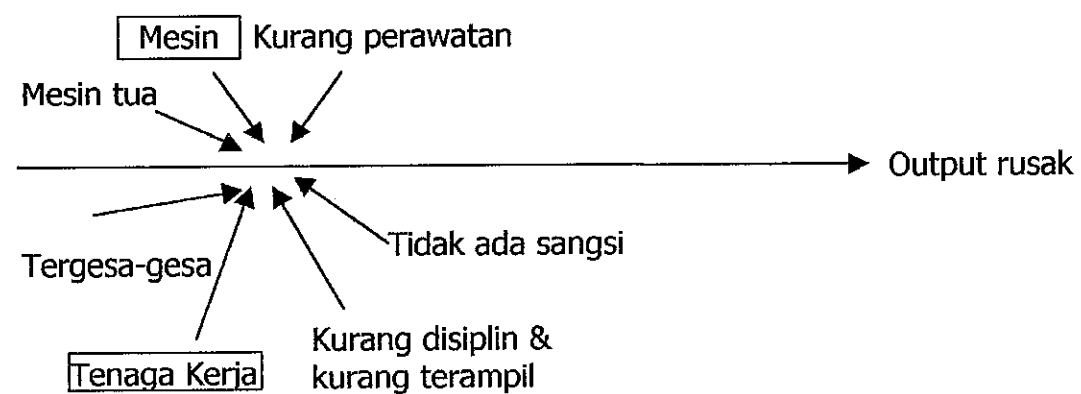 Mesin Kurang perawatan
Mesin tua
Output rusak
Tidak ada sangsi
Tergesa-gesa
Kurang disiplin &
kurang terampil
Tenaga Kerja